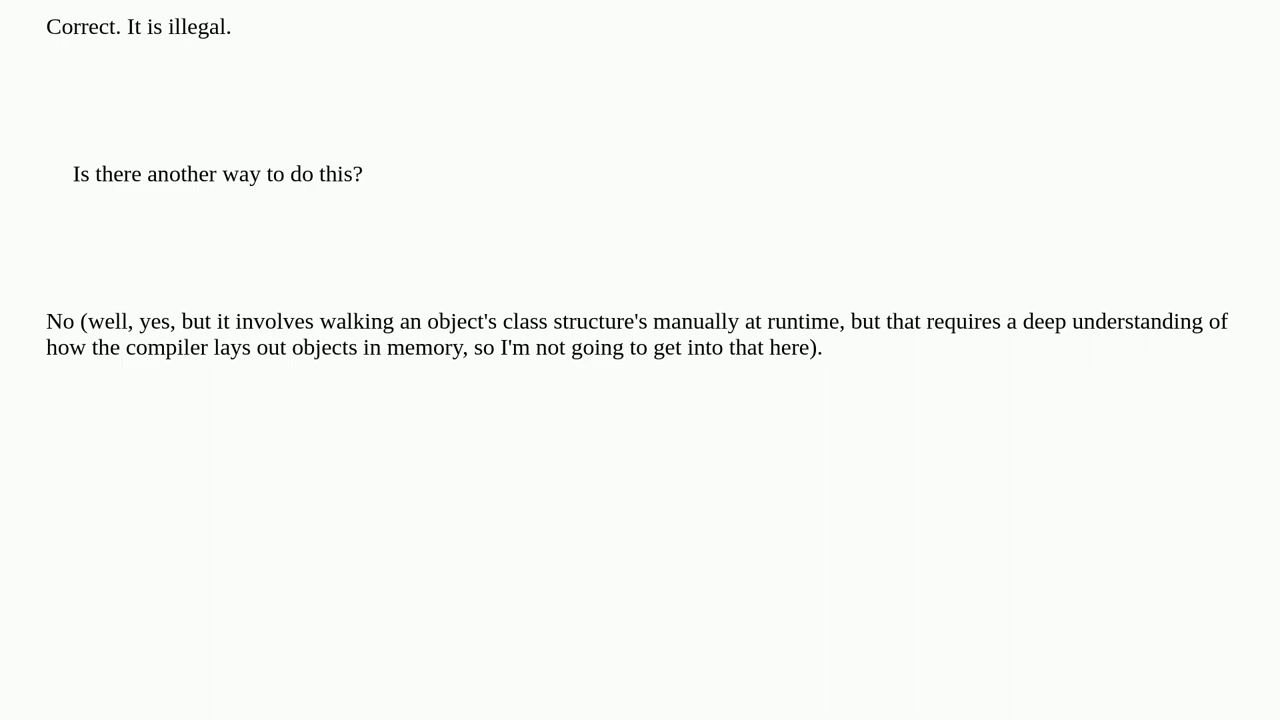 Correct. It is illegal.
Is there another way to do this?
No (well, yes, but it involves walking an object's class structure's manually at runtime, but that requires a deep understanding of
how the compiler lays out objects in memory, so I'm not going to get into that here).